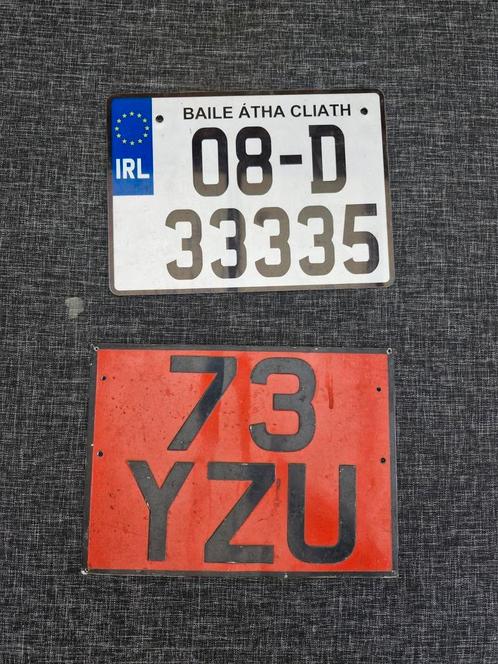 BAILE ÁTHA CLIATH
IRL
08-D
33335
73
YZU